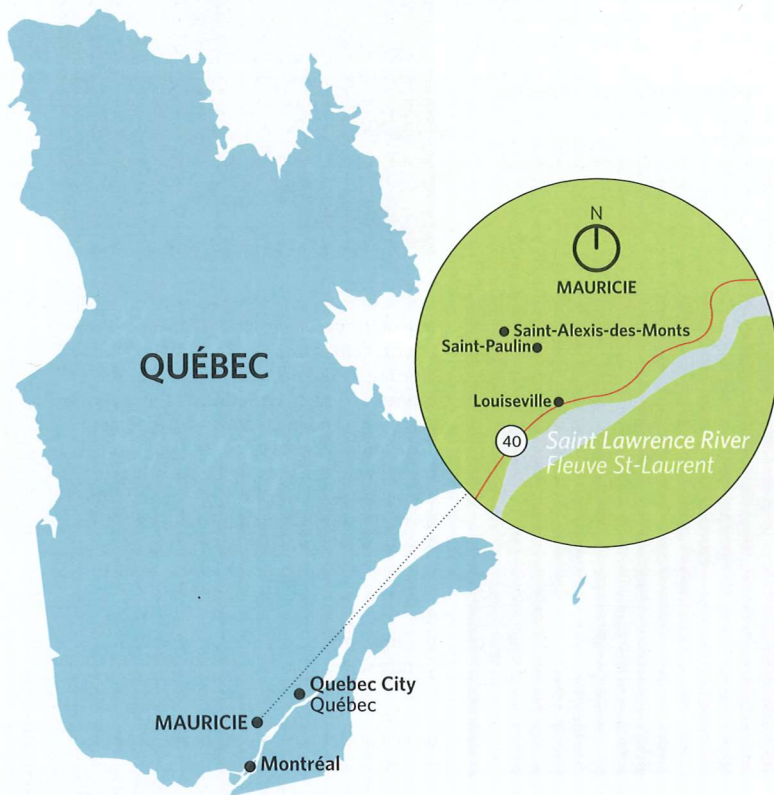 QUÉBEC
N
MAURICIE
Saint-Alexis-des-Monts
Saint-Paulin
Louiseville
40
Saint Lawrence River
Fleuve St-Laurent
Quebec City
Québec
MAURICIE
Montréal